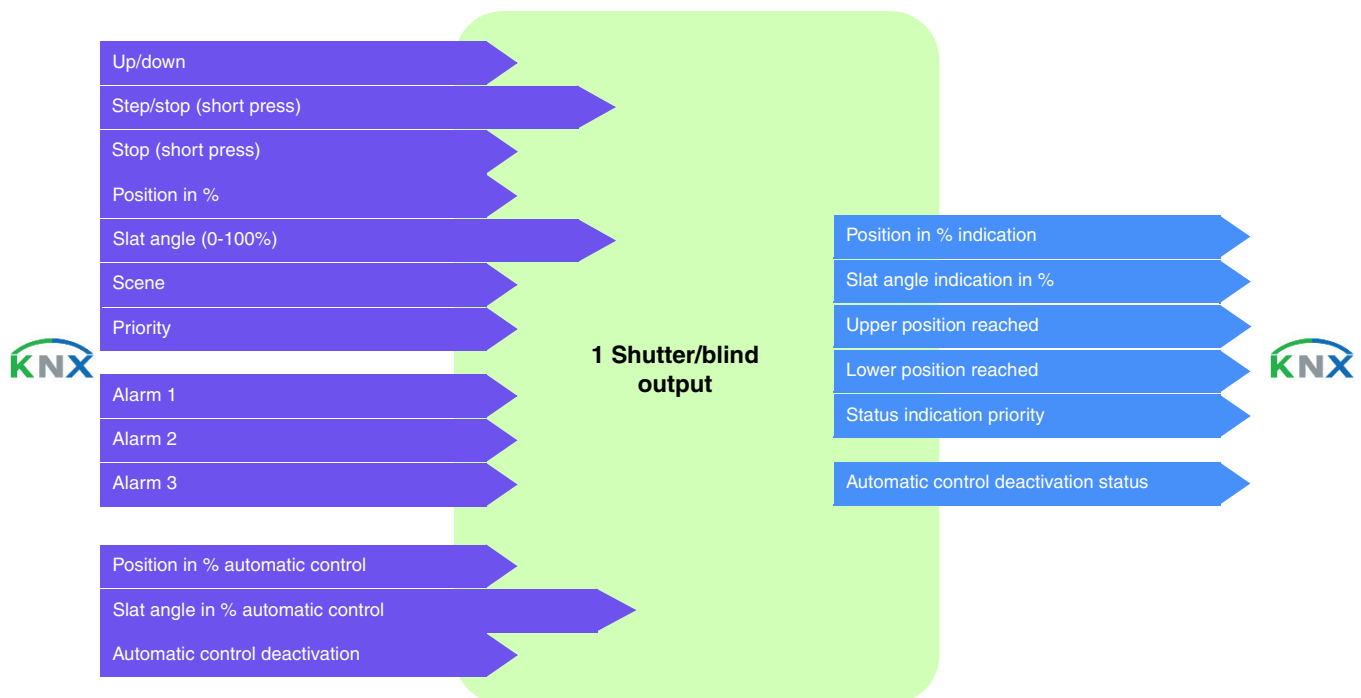 Up/down
Step/stop (short press)
Stop (short press)
Position in %
Slat angle (0-100%)
Scene
Priority
KNX
Alarm 1
Alarm 2
Alarm 3
Position in % automatic control
Slat angle in % automatic control
Automatic control deactivation
1 Shutter/blind
output
Position in % indication
Slat angle indication in %
Upper position reached
Lower position reached
Status indication priority
Automatic control deactivation status
KNX